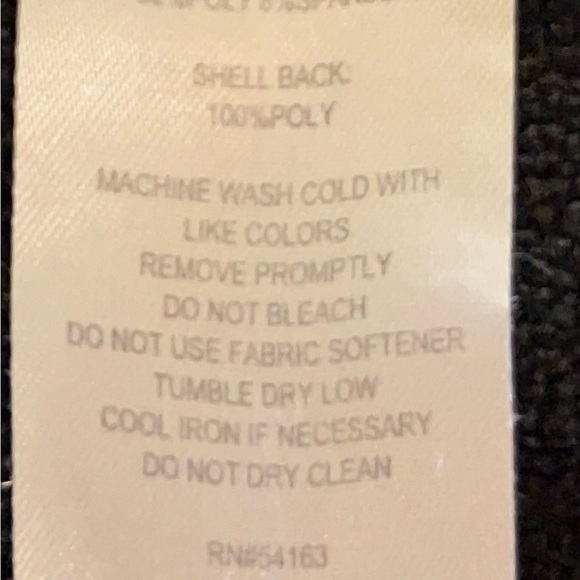 SHELL BACK:
100%POLY
MACHINE WASH COLD WITH
LIKE COLORS
REMOVE PROMPTLY
DO NOT BLEACH
DO NOT USE FABRIC SOFTENER
TUMBLE DRY LOW
COOL IRON IF NECESSARY
DO NOT DRY CLEAN
RN#54163